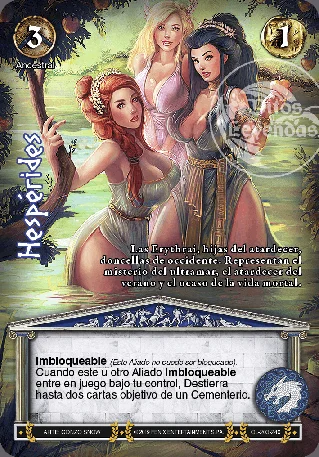 3
1
Ancestral
Mitos
Leyendas
Hespérides
Las Erythrai, hijas del atardecer,
doncellas de occidente. Representan el
misterio del ultramar, el atardecer del
verano y el ocaso de la vida mortal.
Imbloqueable (Este Aliado no puede ser bloqueado).
Cuando este u otro Aliado Imbloqueable
entre en juego bajo tu control, Destierra
hasta dos cartas objetivo de un Cementerio.